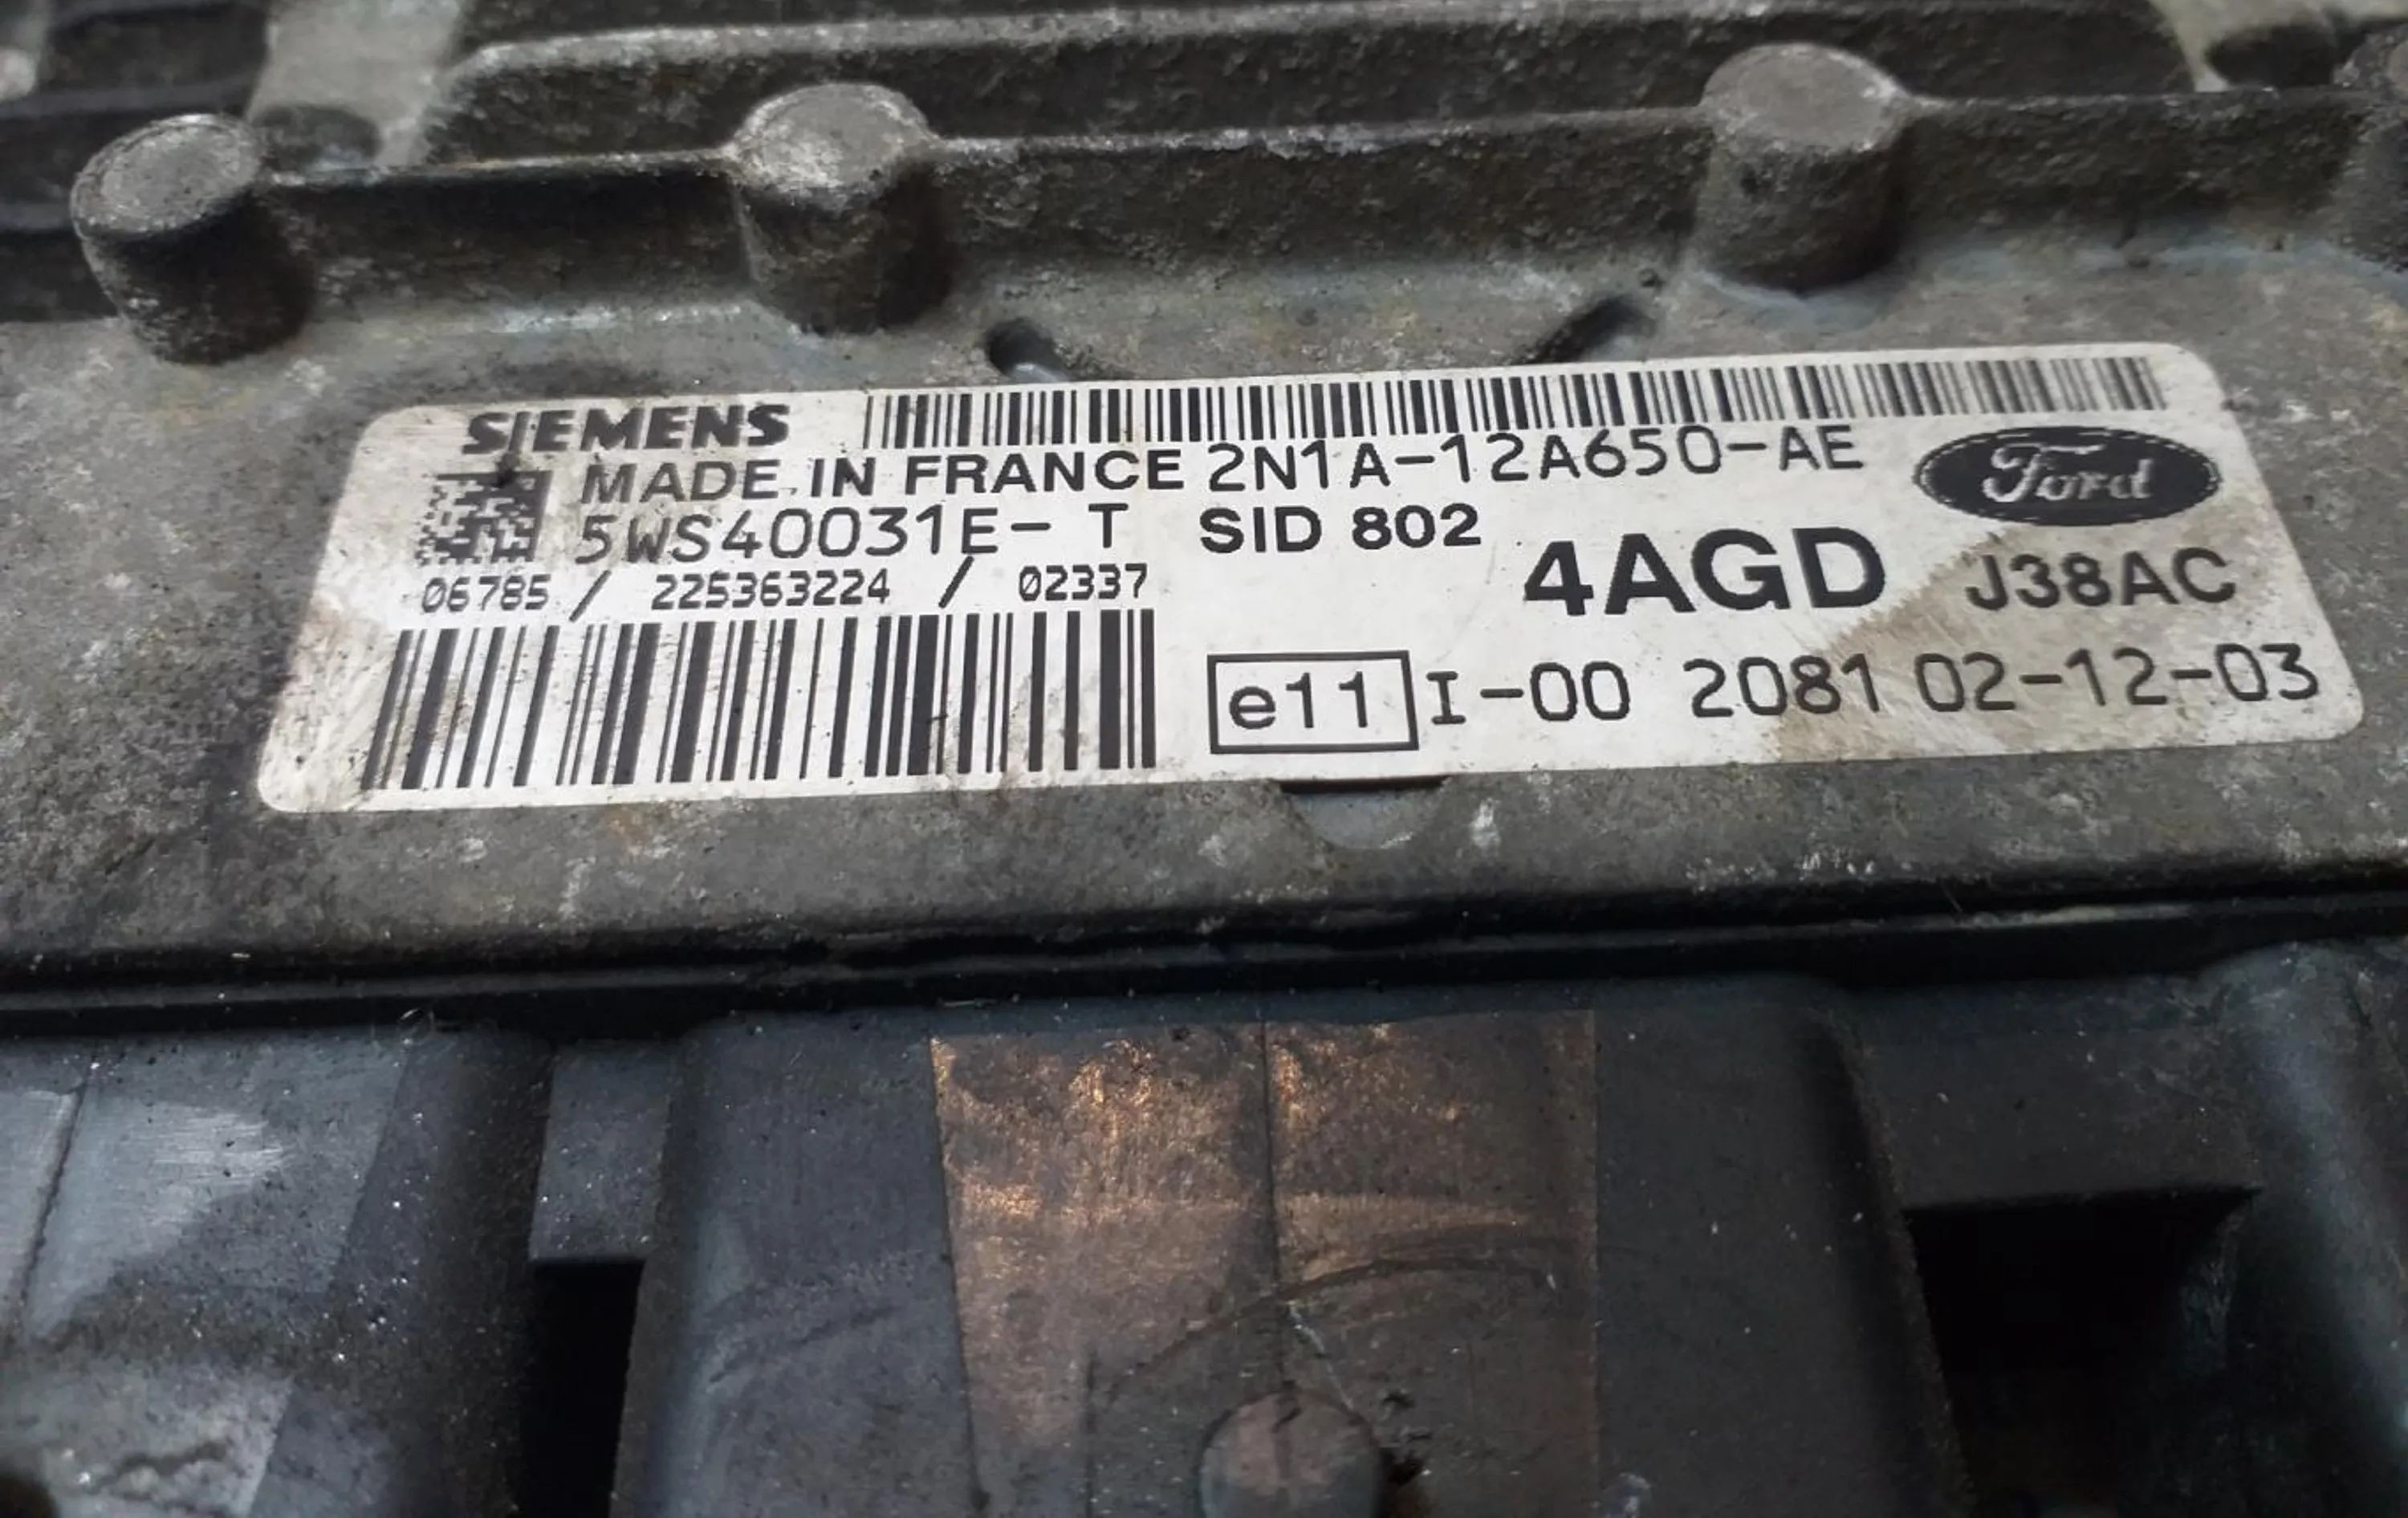 SIEMENS
MADE IN FRANCE 2N1A-12A650-AE
Ford
5WS40031E- T SID 802
4AGD J38AC
06785 / 225363224 / 02337
e11 I-00 2081 02-12-03